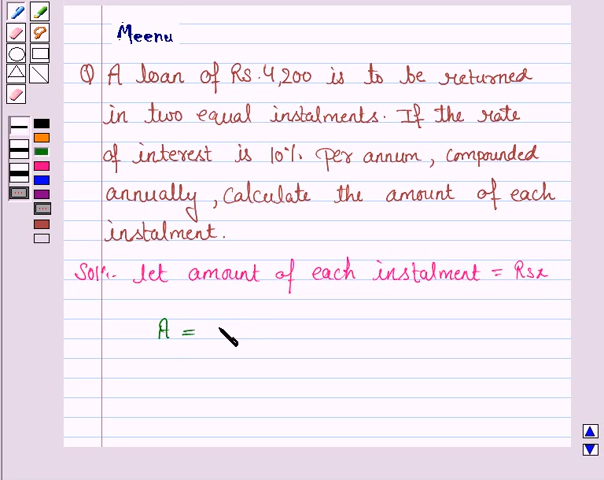 Meenu
Q A loan of Rs. 4,200 is to be returned
in two equal instalments. If the rate
of interest is 10% per annum, compounded
annually, Calculate the amount of each
instalment.
Soln:- let amount of each instalment = Rs x
A =